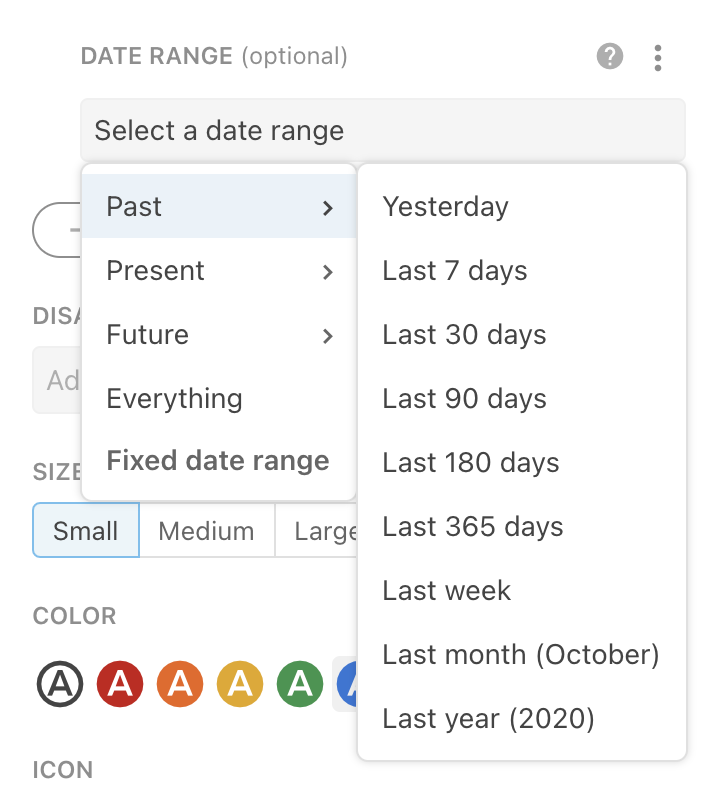 DATE RANGE (optional)
?
Select a date range
Past
Present
Future
Everything
Fixed date range
Yesterday
Last 7 days
Last 30 days
Last 90 days
Last 180 days
Last 365 days
Last week
Last month (October)
Last year (2020)
DISA
Ad
SIZE
Small
Medium
Large
COLOR
A A A A A A
ICON